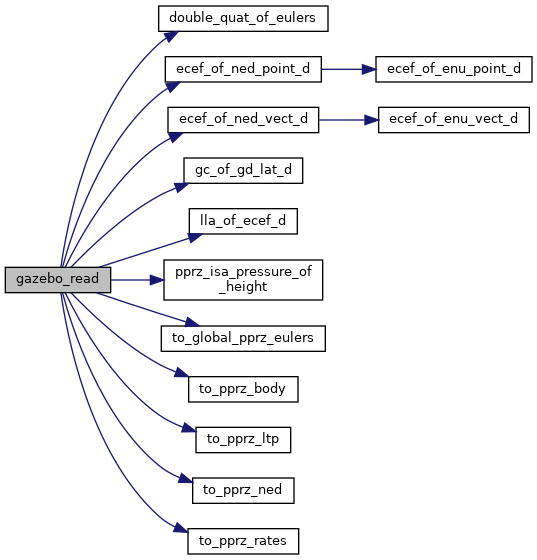 double_quat_of_eulers
ecef_of_ned_point_d
ecef_of_enu_point_d
ecef_of_ned_vect_d
ecef_of_enu_vect_d
gc_of_gd_lat_d
lla_of_ecef_d
gazebo_read
pprz_isa_pressure_of
_height
to_global_pprz_eulers
to_pprz_body
to_pprz_ltp
to_pprz_ned
to_pprz_rates